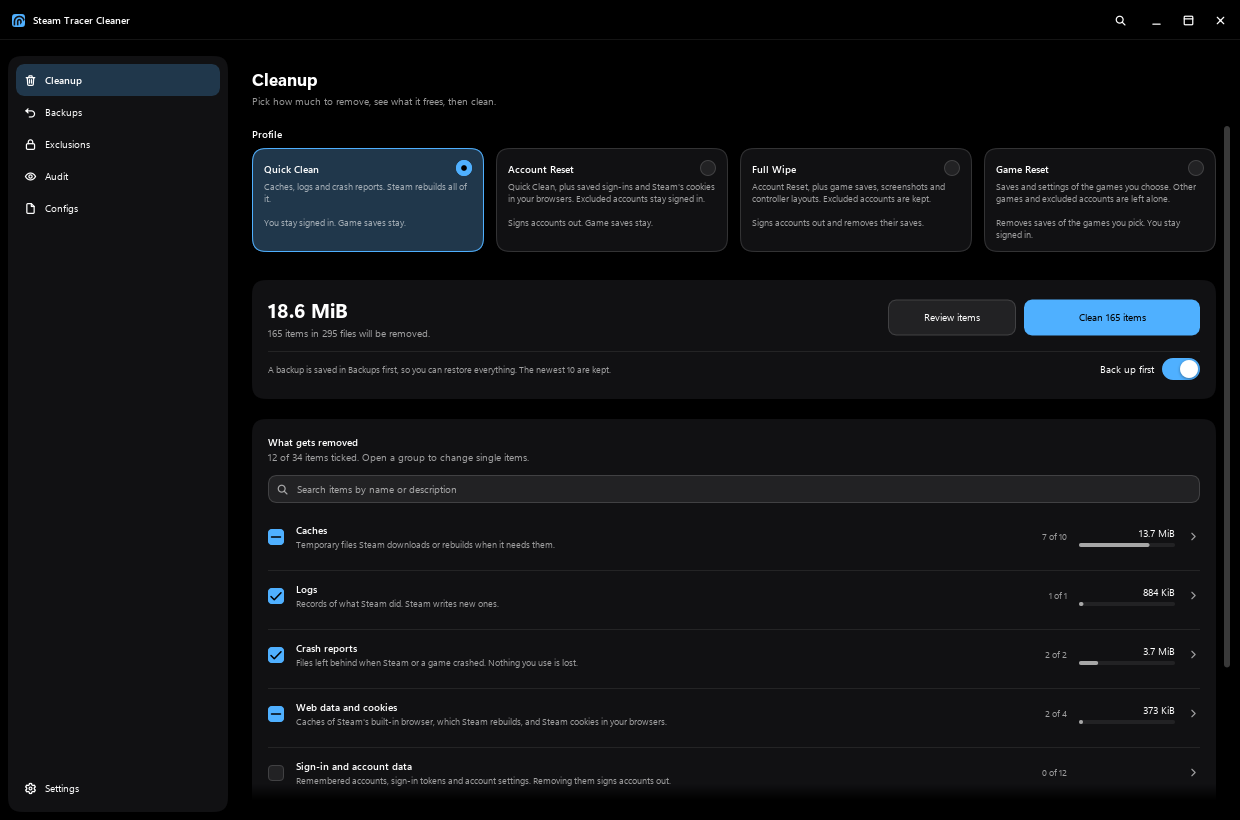 Steam Tracer Cleaner
Cleanup
Backups
Exclusions
Audit
Configs
Settings
Cleanup
Pick how much to remove, see what it frees, then clean.
Profile
Quick Clean
Caches, logs and crash reports. Steam rebuilds all of
it.
You stay signed in. Game saves stay.
Account Reset
Quick Clean, plus saved sign-ins and Steam's cookies
in your browsers. Excluded accounts stay signed in.
Signs accounts out. Game saves stay.
Full Wipe
Account Reset, plus game saves, screenshots and
controller layouts. Excluded accounts are kept.
Signs accounts out and removes their saves.
Game Reset
Saves and settings of the games you choose. Other
games and excluded accounts are left alone.
Removes saves of the games you pick. You stay
signed in.
18.6 MiB
165 items in 295 files will be removed.
Review items
Clean 165 items
A backup is saved in Backups first, so you can restore everything. The newest 10 are kept.
Back up first
What gets removed
12 of 34 items ticked. Open a group to change single items.
Search items by name or description
Caches
Temporary files Steam downloads or rebuilds when it needs them.
7 of 10
13.7 MiB
Logs
Records of what Steam did. Steam writes new ones.
1 of 1
884 KiB
Crash reports
Files left behind when Steam or a game crashed. Nothing you use is lost.
2 of 2
3.7 MiB
Web data and cookies
Caches of Steam's built-in browser, which Steam rebuilds, and Steam cookies in your browsers.
2 of 4
373 KiB
Sign-in and account data
Remembered accounts, sign-in tokens and account settings. Removing them signs accounts out.
0 of 12